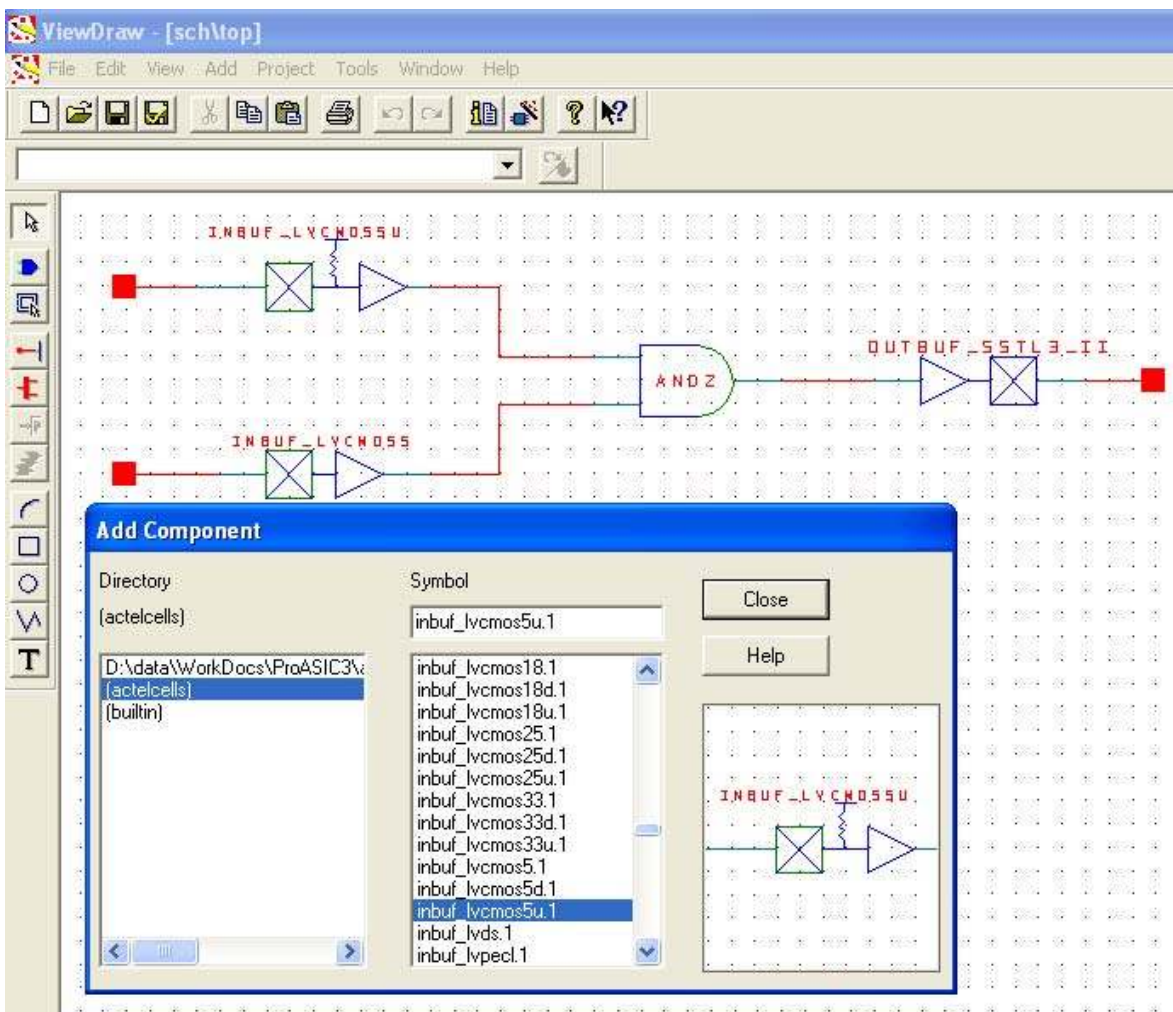 ViewDraw - [sch\top]
File Edit View Add Project Tools Window Help
INBUF_LVCMOS5U
OUTBUF_SSTL3_II
AND2
INBUF_LVCMOS5
T
Add Component
Directory
Symbol
Close
(actelcells)
inbuf_lvcmos5u.1
Help
D:\data\WorkDocs\ProASIC3\
(actelcells)
(builtin)
inbuf_lvcmos18.1
inbuf_lvcmos18d.1
inbuf_lvcmos18u.1
inbuf_lvcmos25.1
inbuf_lvcmos25d.1
inbuf_lvcmos25u.1
inbuf_lvcmos33.1
inbuf_lvcmos33d.1
inbuf_lvcmos33u.1
inbuf_lvcmos5.1
inbuf_lvcmos5d.1
inbuf_lvcmos5u.1
inbuf_lvds.1
inbuf_lvpecl.1
INBUF_LVCMOS5U